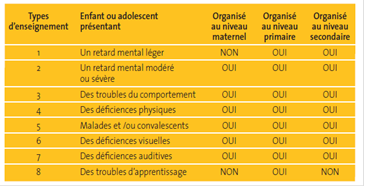 Types Enfant ou adolescent Organisé Organisé Organisé
d'enseignement présentant au niveau au niveau au niveau
maternel primaire secondaire
1 Un retard mental léger NON OUI OUI
2 Un retard mental modéré OUI OUI OUI
ou sévère
3 Des troubles du comportement OUI OUI OUI
4 Des déficiences physiques OUI OUI OUI
5 Malades et /ou convalescents OUI OUI OUI
6 Des déficiences visuelles OUI OUI OUI
7 Des déficiences auditives OUI OUI OUI
8 Des troubles d'apprentissage NON OUI NON